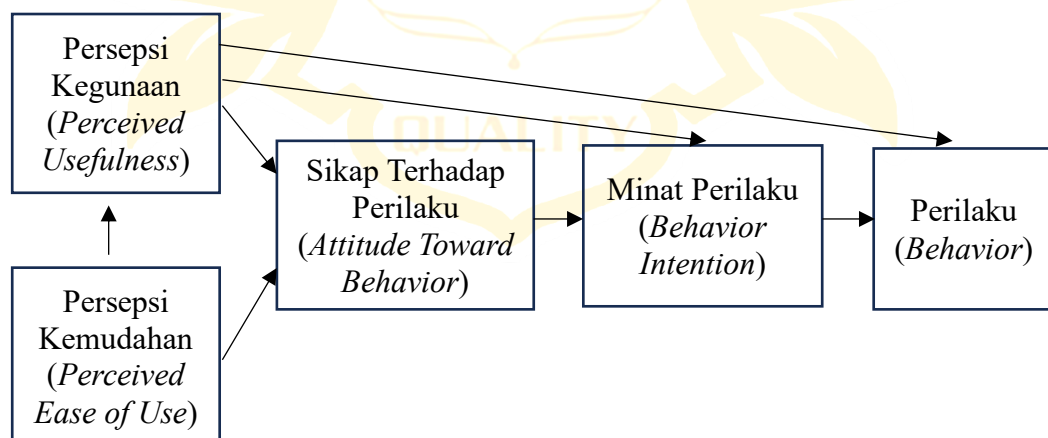 Persepsi
Kegunaan
(Perceived
Usefulness)
QUALITY
Sikap Terhadap
Perilaku
(Attitude Toward
Behavior)
Minat Perilaku
(Behavior
Intention)
Perilaku
(Behavior)
Persepsi
Kemudahan
(Perceived
Ease of Use)